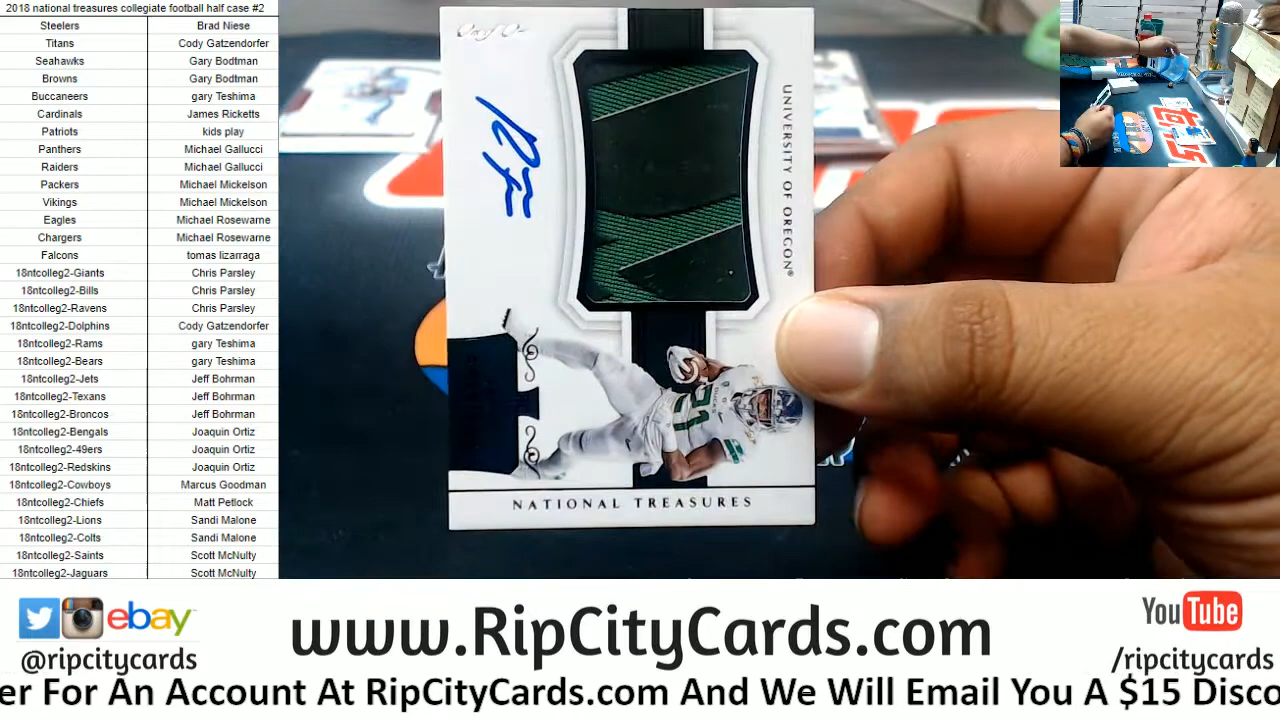 2018 national treasures collegiate football half case #2
Steelers Brad Niese
Titans Cody Gatzendorfer
Seahawks Gary Bodtman
Browns Gary Bodtman
Buccaneers gary Teshima
Cardinals James Ricketts
Patriots kids play
Panthers Michael Gallucci
Raiders Michael Gallucci
Packers Michael Mickelson
Vikings Michael Mickelson
Eagles Michael Rosewarne
Chargers Michael Rosewarne
Falcons tomas lizarraga
18ntcolleg2-Giants Chris Parsley
18ntcolleg2-Bills Chris Parsley
18ntcolleg2-Ravens Chris Parsley
18ntcolleg2-Dolphins Cody Gatzendorfer
18ntcolleg2-Rams gary Teshima
18ntcolleg2-Bears gary Teshima
18ntcolleg2-Jets Jeff Bohrman
18ntcolleg2-Texans Jeff Bohrman
18ntcolleg2-Broncos Jeff Bohrman
18ntcolleg2-Bengals Joaquin Ortiz
18ntcolleg2-49ers Joaquin Ortiz
18ntcolleg2-Redskins Joaquin Ortiz
18ntcolleg2-Cowboys Marcus Goodman
18ntcolleg2-Chiefs Matt Petlock
18ntcolleg2-Lions Sandi Malone
18ntcolleg2-Colts Sandi Malone
18ntcolleg2-Saints Scott McNulty
18ntcolleg2-Jaguars Scott McNulty
UNIVERSITY OF OREGON®
21
NATIONAL TREASURES
ebay
@ripcitycards
www.RipCityCards.com
YouTube
/ripcitycards
er For An Account At RipCityCards.com And We Will Email You A $15 Disco